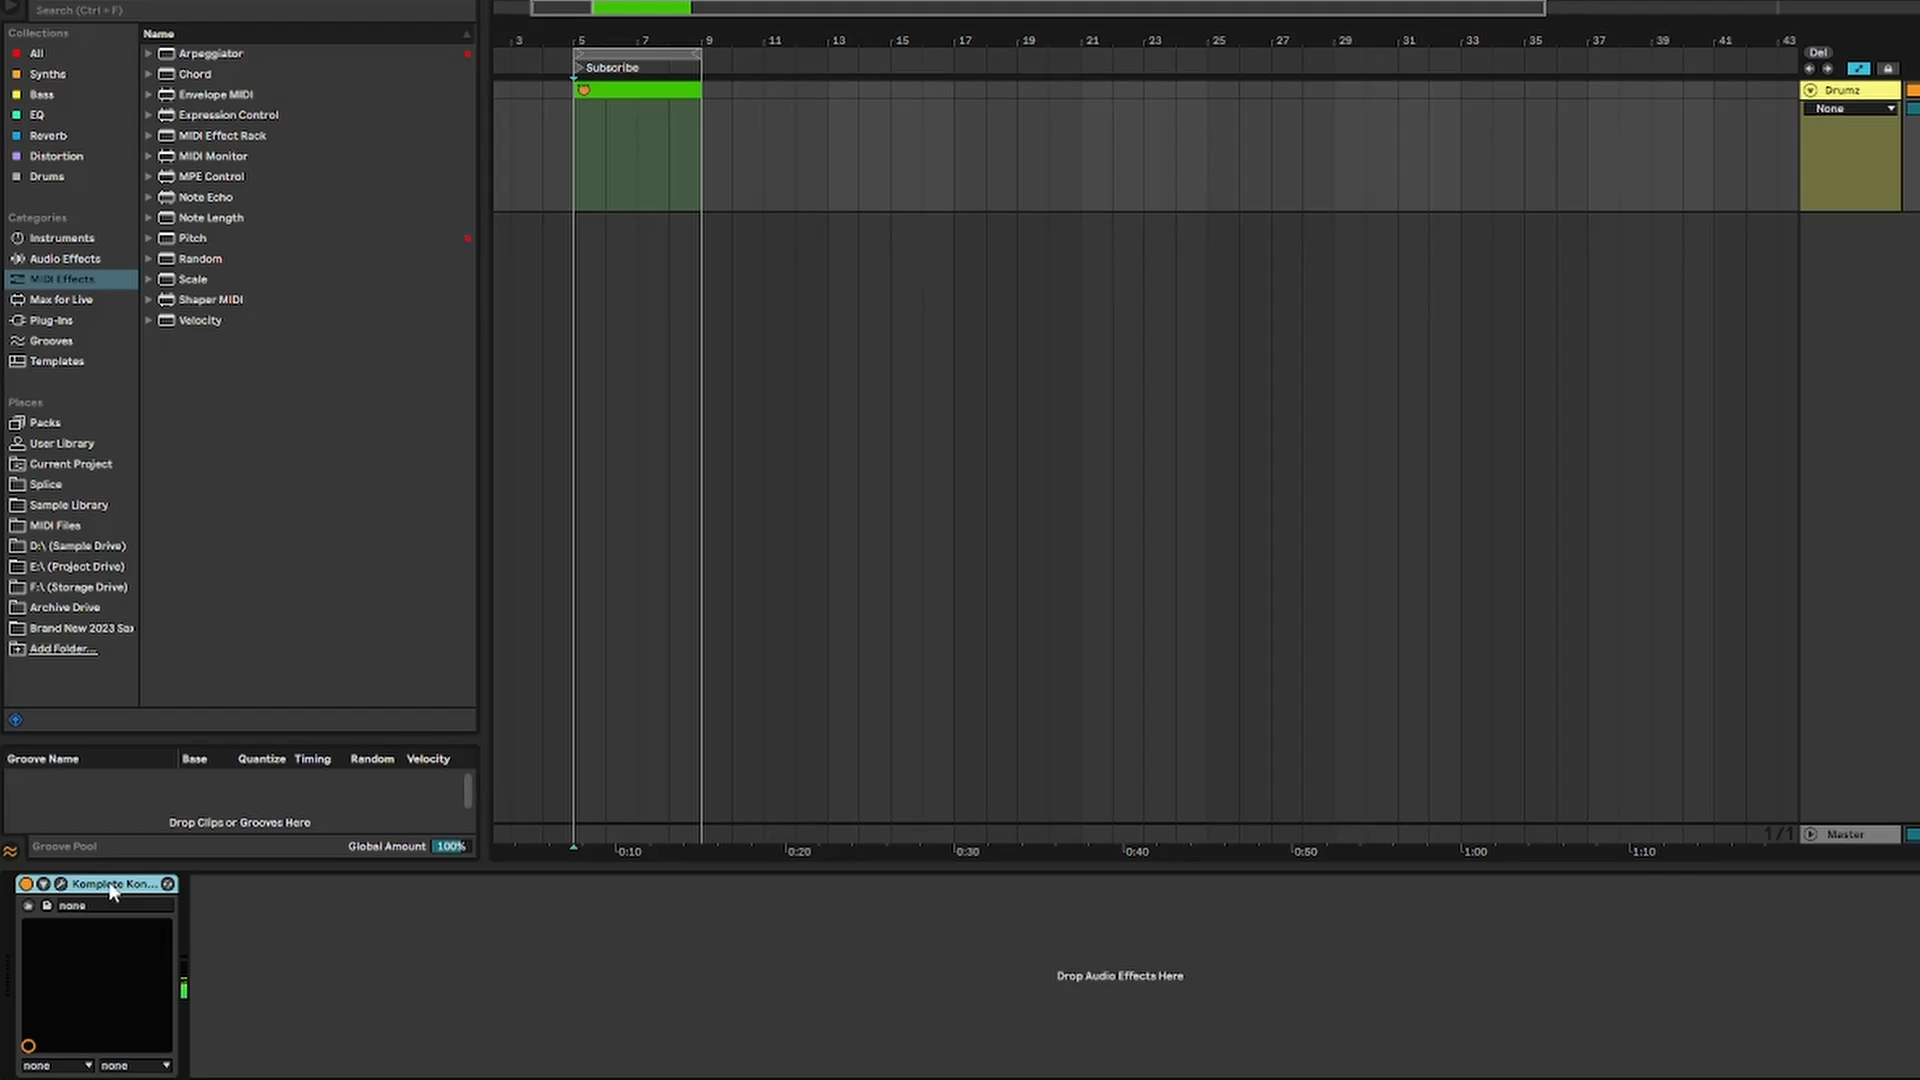 Search (Ctrl + F)
Collections
All
Synths
Bass
EQ
Reverb
Distortion
Drums
Categories
Instruments
Audio Effects
MIDI Effects
Max for Live
Plug-Ins
Grooves
Templates
Places
Packs
User Library
Current Project
Splice
Sample Library
MIDI Files
D:\ (Sample Drive)
E:\ (Project Drive)
F:\ (Storage Drive)
Archive Drive
Brand New 2023 Sax
Add Folder...
Name
Arpeggiator
Chord
Envelope MIDI
Expression Control
MIDI Effect Rack
MIDI Monitor
MPE Control
Note Echo
Note Length
Pitch
Random
Scale
Shaper MIDI
Velocity
Groove Name Base Quantize Timing Random Velocity
Drop Clips or Grooves Here
Groove Pool Global Amount 100%
3 5 7 9 11 13 15 17 19 21 23 25 27 29 31 33 35 37 39 41 43
Subscribe
Del
Drumz
None
1/1 Master
0:10 0:20 0:30 0:40 0:50 1:00 1:10
Komplete Kon...
none
none none
Drop Audio Effects Here